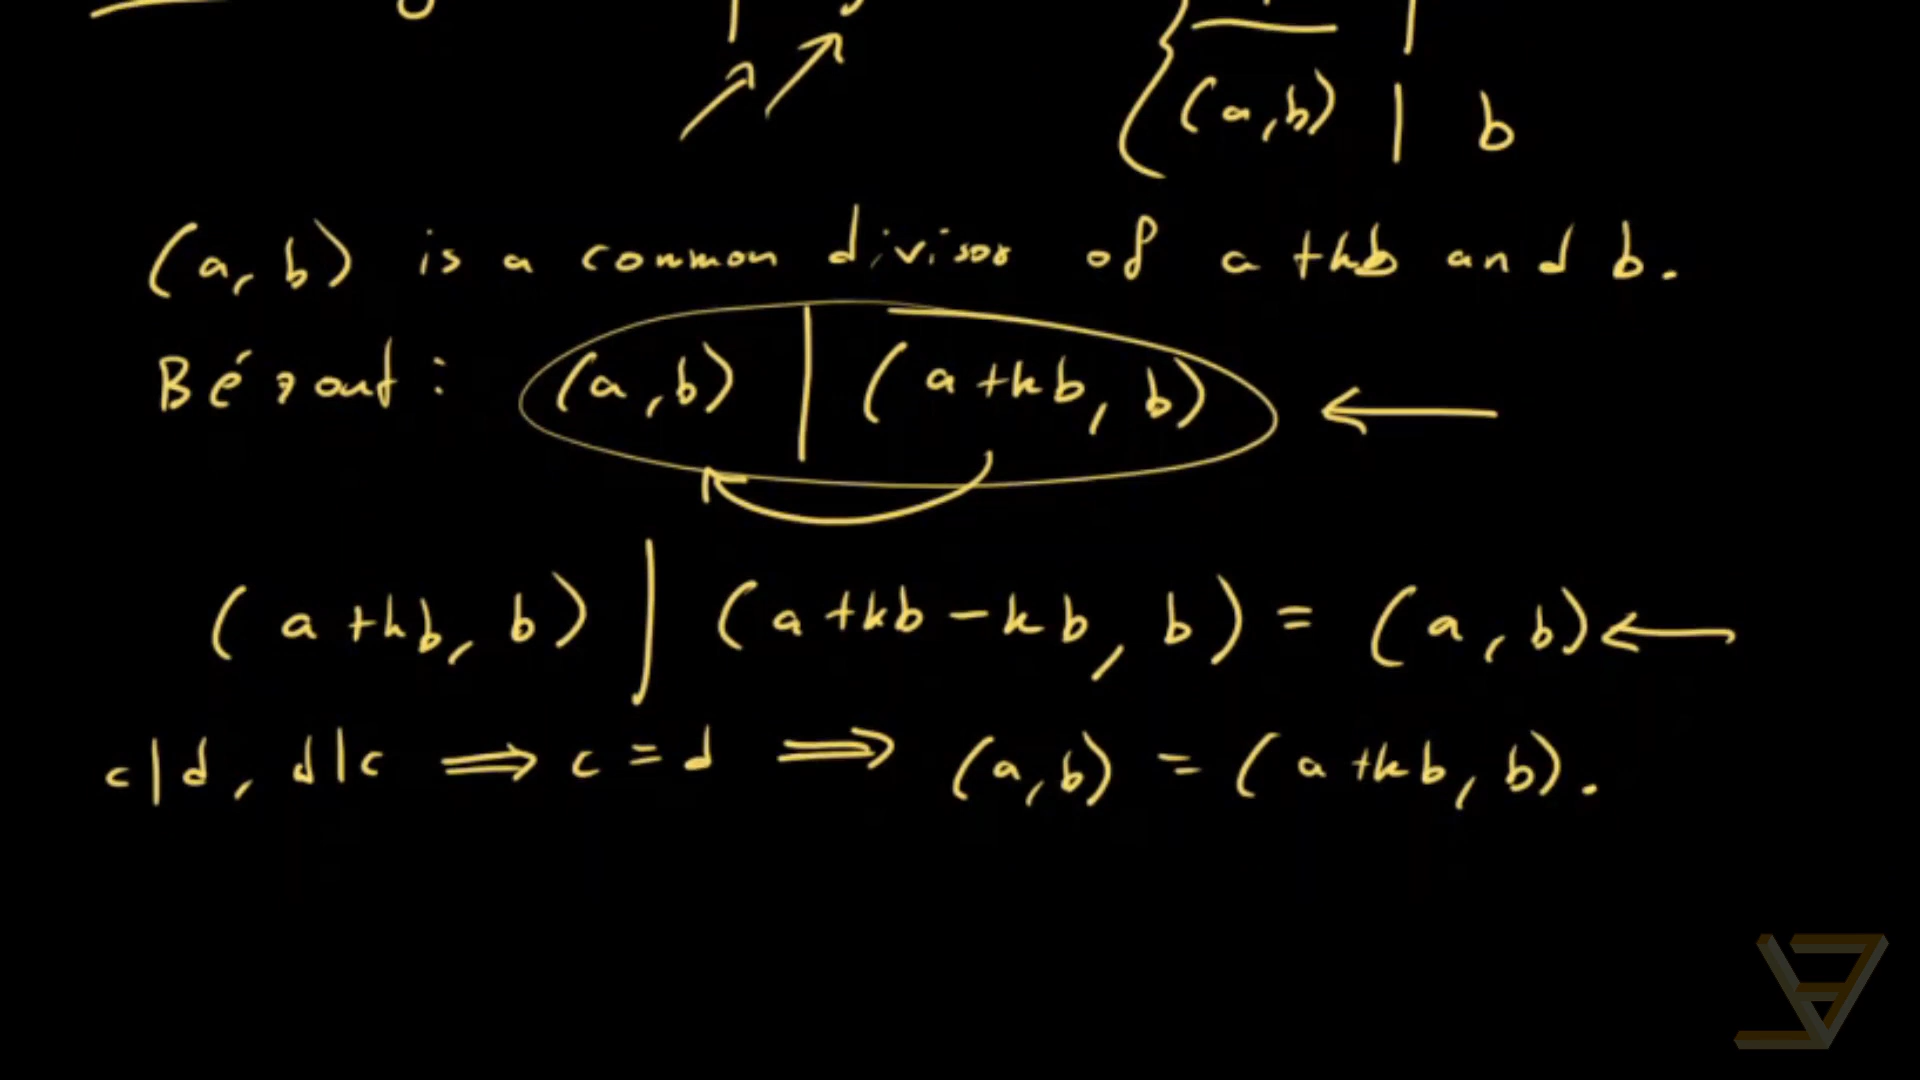 (a,b) | b
(a,b) is a common divisor of a+kb and b.
Bézout: (a,b) | (a+kb, b) ←
(a+kb, b) | (a+kb-kb, b) = (a,b) ←
c|d, d|c ⟹ c=d ⟹ (a,b) = (a+kb, b).